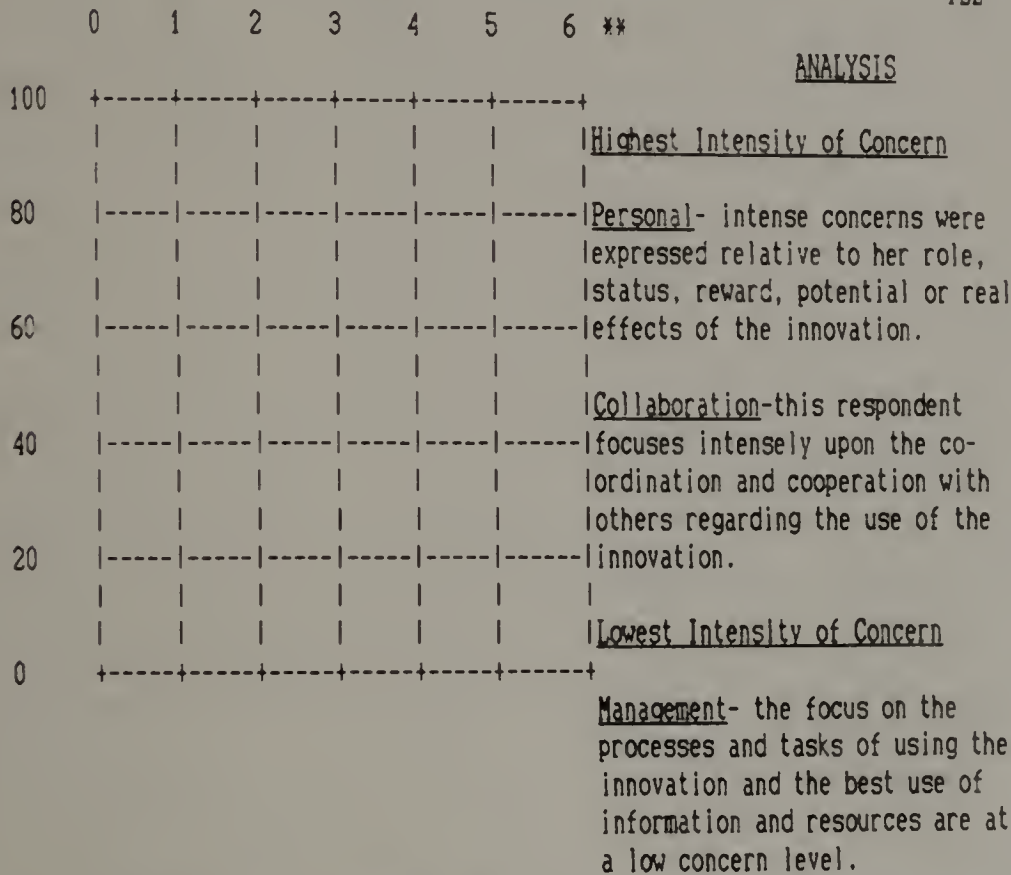 0 1 2 3 4 5 6 **
ANALYSIS
100
Highest Intensity of Concern
80
Personal- intense concerns were
expressed relative to her role,
status, reward, potential or real
60
effects of the innovation.
Collaboration-this respondent
40
focuses intensely upon the co-
ordination and cooperation with
others regarding the use of the
20
innovation.
Lowest Intensity of Concern
0
Management- the focus on the
processes and tasks of using the
innovation and the best use of
information and resources are at
a low concern level.